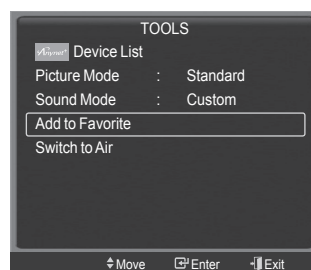 TOOLS
Anynet+ Device List
Picture Mode : Standard
Sound Mode : Custom
Add to Favorite
Switch to Air
Move Enter Exit